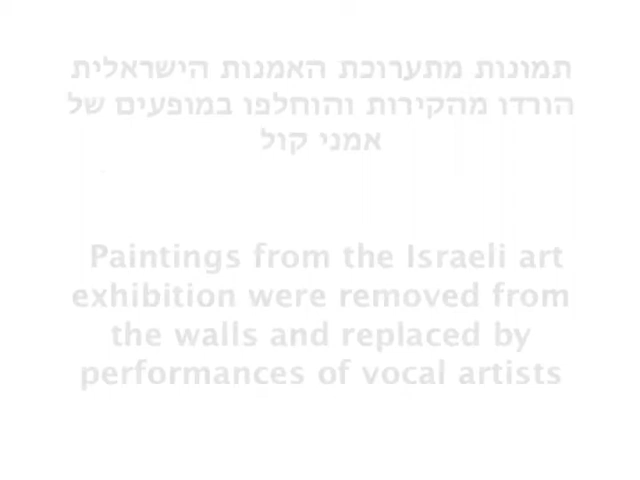 תמונות מתערוכת האמנות הישראלית
הורדו מהקירות והוחלפו במופעים של
אמני קול
Paintings from the Israeli art
exhibition were removed from
the walls and replaced by
performances of vocal artists